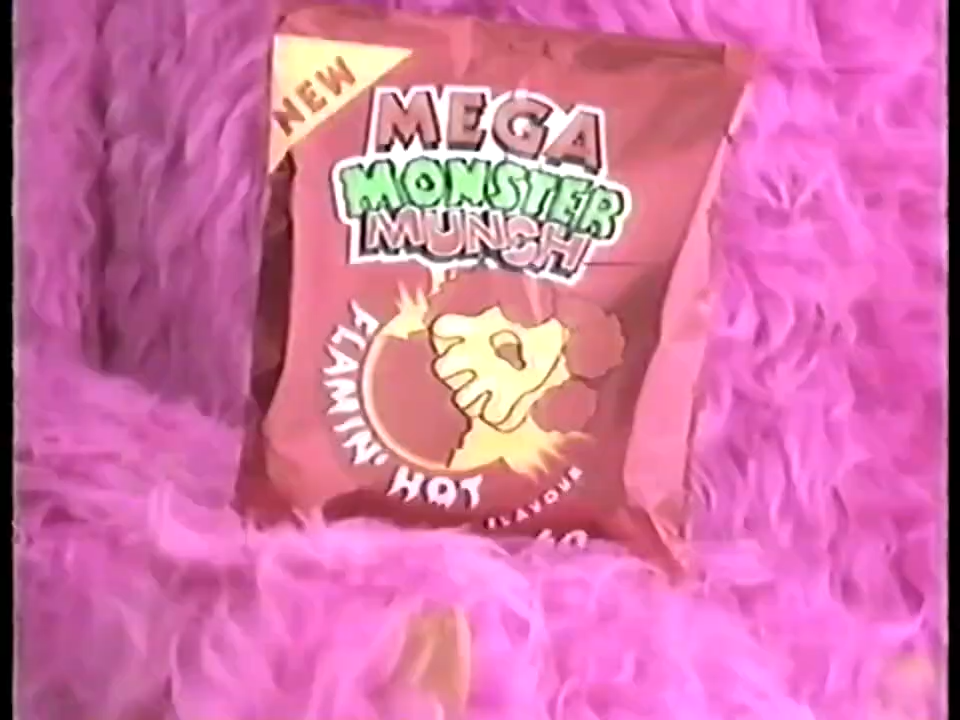 NEW
MEGA
MONSTER
MUNCH
FLAMIN' HOT
FLAVOUR